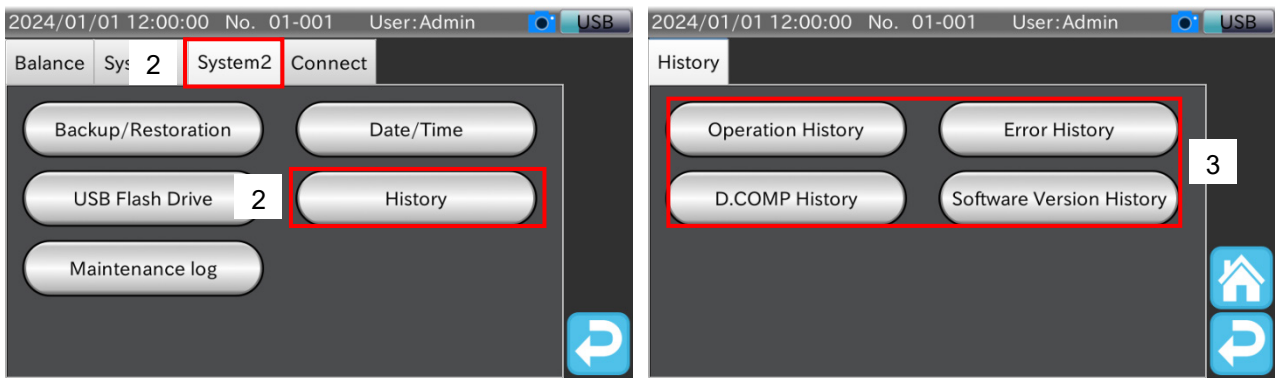 2024/01/01 12:00:00 No. 01-001 User:Admin USB
Balance Sys 2 System2 Connect
Backup/Restoration Date/Time
USB Flash Drive 2 History
Maintenance log
2024/01/01 12:00:00 No. 01-001 User:Admin USB
History
Operation History Error History
3
D.COMP History Software Version History